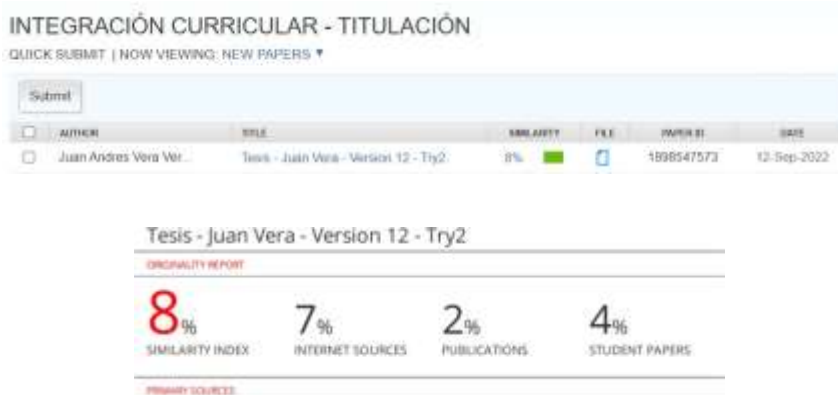 INTEGRACIÓN CURRICULAR - TITULACIÓN
QUICK SUBMIT | NOW VIEWING: NEW PAPERS ▼
Submit
AUTHOR TITLE SIMILARITY FILE PAPER ID DATE
Juan Andres Vera Ver... Tesis - Juan Vera - Version 12 - Try2 8% 1898547573 12-Sep-2022
Tesis - Juan Vera - Version 12 - Try2
ORIGINALITY REPORT
8% 7% 2% 4%
SIMILARITY INDEX INTERNET SOURCES PUBLICATIONS STUDENT PAPERS
PRIMARY SOURCES